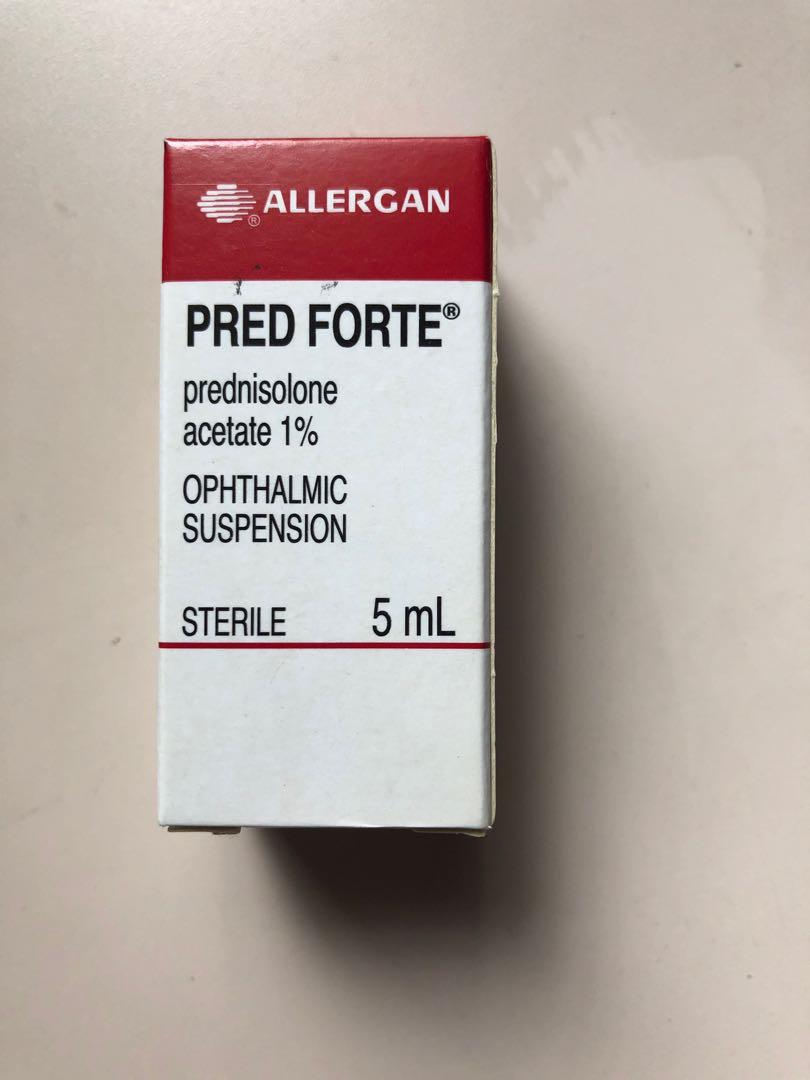 ® ALLERGAN
PRED FORTE®
prednisolone
acetate 1%
OPHTHALMIC
SUSPENSION
STERILE 5 mL